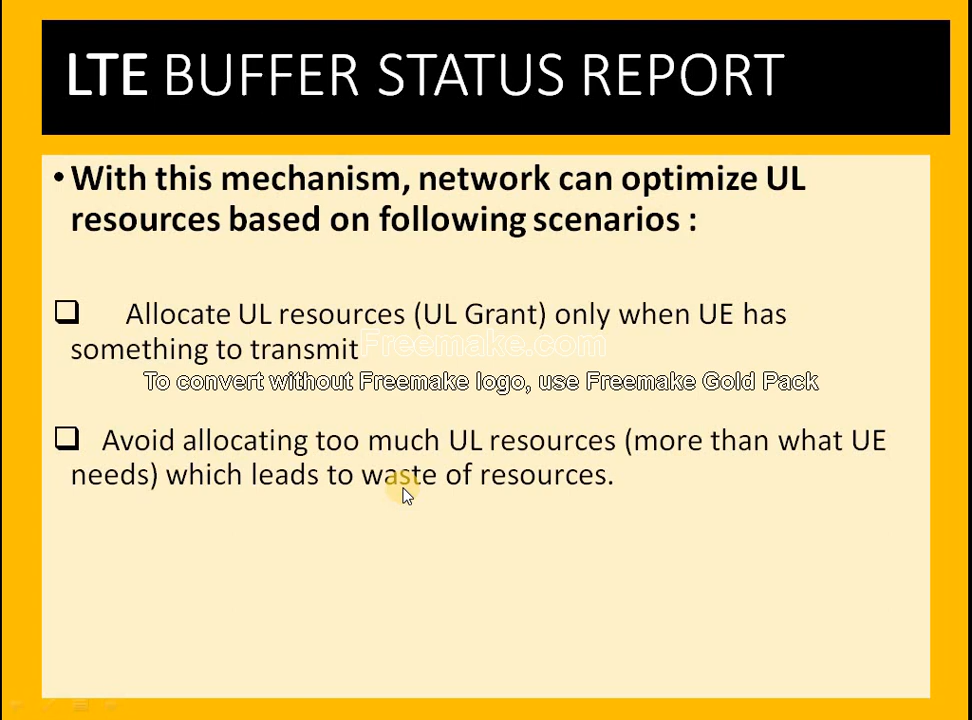 LTE BUFFER STATUS REPORT
• With this mechanism, network can optimize UL
resources based on following scenarios :
❑ Allocate UL resources (UL Grant) only when UE has
something to transmit
Freemake.com
To convert without Freemake logo, use Freemake Gold Pack
❑ Avoid allocating too much UL resources (more than what UE
needs) which leads to waste of resources.